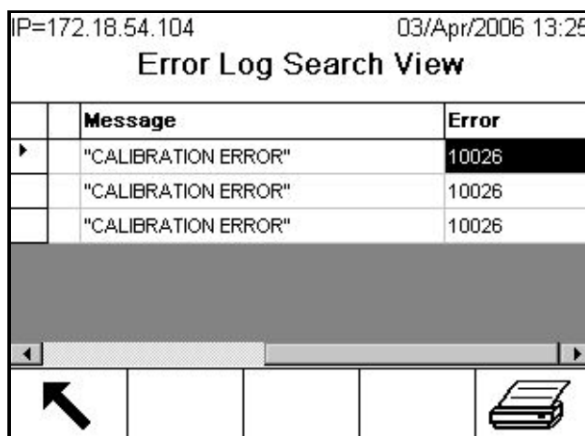 IP=172.18.54.104 03/Apr/2006 13:25
Error Log Search View
Message Error
"CALIBRATION ERROR" 10026
"CALIBRATION ERROR" 10026
"CALIBRATION ERROR" 10026